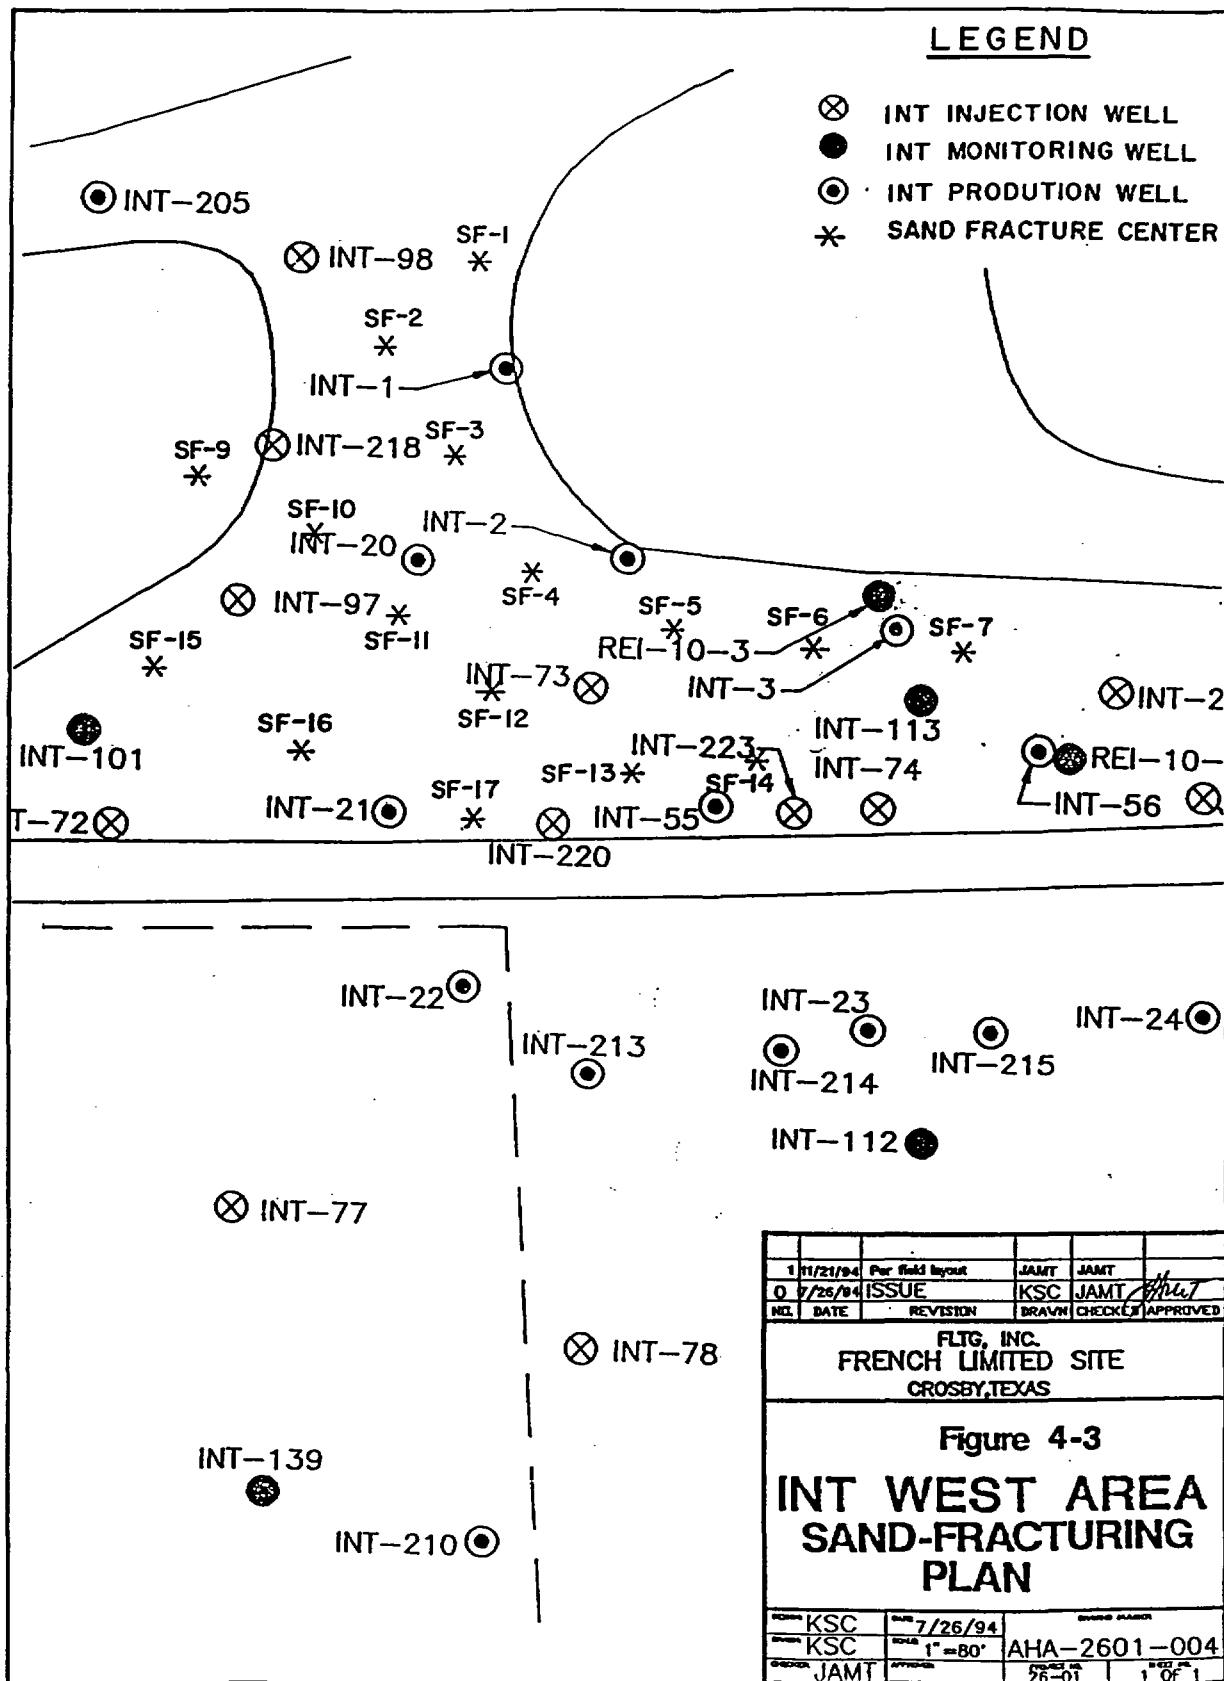 LEGEND
INT INJECTION WELL
INT MONITORING WELL
INT PRODUTION WELL
SAND FRACTURE CENTER
INT-205
INT-98
SF-1
SF-2
INT-1
SF-9
INT-218
SF-3
SF-10
INT-20
INT-2
SF-4
INT-97
SF-11
SF-5
SF-6
SF-7
SF-15
REI-10-3
INT-73
INT-3
SF-12
INT-2
INT-101
SF-16
INT-113
INT-223
INT-74
SF-13
SF-14
REI-10-
T-72
INT-21
SF-17
INT-55
INT-56
INT-220
INT-22
INT-213
INT-23
INT-24
INT-214
INT-215
INT-112
INT-77
INT-78
INT-139
INT-210
1 11/21/94 Per field layout JAMT JAMT
0 7/26/94 ISSUE KSC JAMT
NO. DATE REVISION DRAWN CHECKED APPROVED
FLTG, INC.
FRENCH LIMITED SITE
CROSBY, TEXAS
Figure 4-3
INT WEST AREA
SAND-FRACTURING
PLAN
KSC DATE 7/26/94
KSC SCALE 1"=80' AHA-2601-004
JAMT 26-01 1 OF 1